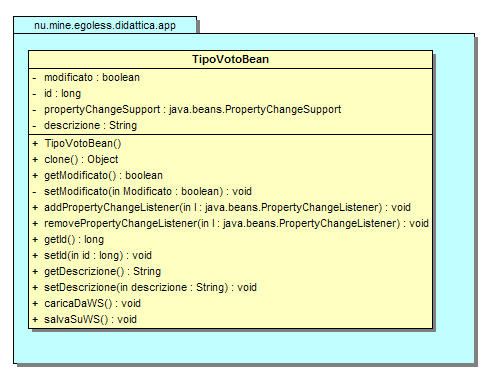 nu.mine.egoless.didattica.app
TipoVotoBean
- modificato : boolean
- id : long
- propertyChangeSupport : java.beans.PropertyChangeSupport
- descrizione : String
+ TipoVotoBean()
+ clone() : Object
+ getModificato() : boolean
- setModificato(in Modificato : boolean) : void
+ addPropertyChangeListener(in l : java.beans.PropertyChangeListener) : void
+ removePropertyChangeListener(in l : java.beans.PropertyChangeListener) : void
+ getId() : long
+ setId(in id : long) : void
+ getDescrizione() : String
+ setDescrizione(in descrizione : String) : void
+ caricaDaWS() : void
+ salvaSuWS() : void